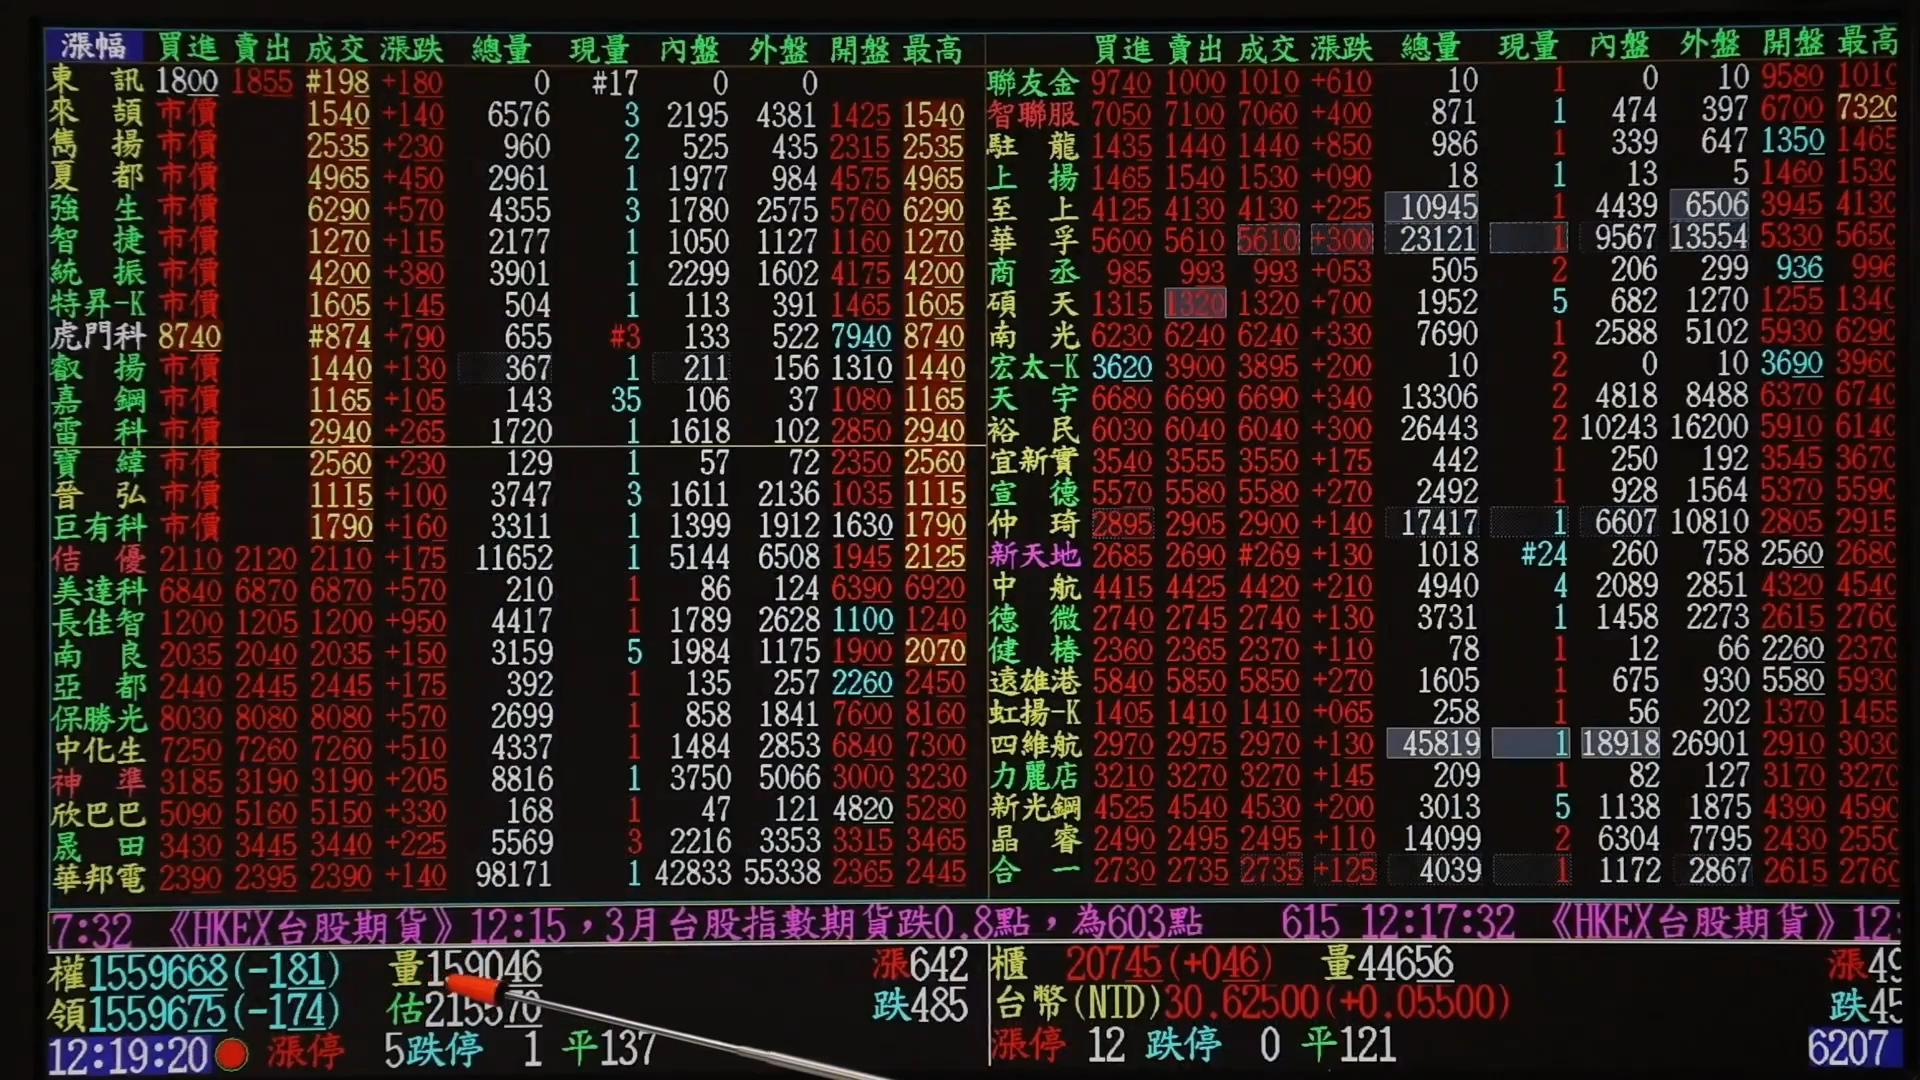 漲幅 買進 賣出 成交 漲跌 總量 現量 內盤 外盤 開盤 最高
東訊 1800 1855 #198 +180 0 #17 0 0
來頡 市價 1540 +140 6576 3 2195 4381 1425 1540
雋揚 市價 2535 +230 960 2 525 435 2315 2535
夏都 市價 4965 +450 2961 1 1977 984 4575 4965
強生 市價 6290 +570 4355 3 1780 2575 5760 6290
智捷 市價 1270 +115 2177 1 1050 1127 1160 1270
統振 市價 4200 +380 3901 1 2299 1602 4175 4200
特昇-K 市價 1605 +145 504 1 113 391 1465 1605
虎門科 8740 #874 +790 655 #3 133 522 7940 8740
叡揚 市價 1440 +130 367 1 211 156 1310 1440
嘉鋼 市價 1165 +105 143 35 106 37 1080 1165
雷科 市價 2940 +265 1720 1 1618 102 2850 2940
寶緯 市價 2560 +230 129 1 57 72 2350 2560
晉弘 市價 1115 +100 3747 3 1611 2136 1035 1115
巨有科 市價 1790 +160 3311 1 1399 1912 1630 1790
佶優 2110 2120 2110 +175 11652 1 5144 6508 1945 2125
美達科 6840 6870 6870 +570 210 1 86 124 6390 6920
長佳智 1200 1205 1200 +950 4417 1 1789 2628 1100 1240
南良 2035 2040 2035 +150 3159 5 1984 1175 1900 2070
亞都 2440 2445 2445 +175 392 1 135 257 2260 2450
保勝光 8030 8080 8080 +570 2699 1 858 1841 7600 8160
中化生 7250 7260 7260 +510 4337 1 1484 2853 6840 7300
神準 3185 3190 3190 +205 8816 1 3750 5066 3000 3230
欣巴巴 5090 5160 5150 +330 168 1 47 121 4820 5280
晟田 3430 3445 3440 +225 5569 3 2216 3353 3315 3465
華邦電 2390 2395 2390 +140 98171 1 42833 55338 2365 2445
買進 賣出 成交 漲跌 總量 現量 內盤 外盤 開盤 最高
聯友金 9740 1000 1010 +610 10 1 0 10 9580 1010
智聯服 7050 7100 7060 +400 871 1 474 397 6700 7320
駐龍 1435 1440 1440 +850 986 1 339 647 1350 1465
上揚 1465 1540 1530 +090 18 1 13 5 1460 1530
至上 4125 4130 4130 +225 10945 1 4439 6506 3945 4130
華孚 5600 5610 5610 +300 23121 1 9567 13554 5330 5650
商丞 985 993 993 +053 505 2 206 299 936 996
碩天 1315 1320 1320 +700 1952 5 682 1270 1255 1340
南光 6230 6240 6240 +330 7690 1 2588 5102 5930 6290
宏太-K 3620 3900 3895 +200 10 2 0 10 3690 3960
天宇 6680 6690 6690 +340 13306 2 4818 8488 6370 6740
裕民 6030 6040 6040 +300 26443 2 10243 16200 5910 6140
宜新實 3540 3555 3550 +175 442 1 250 192 3545 3670
宣德 5570 5580 5580 +270 2492 1 928 1564 5370 5590
仲琦 2895 2905 2900 +140 17417 1 6607 10810 2805 2915
新天地 2685 2690 #269 +130 1018 #24 260 758 2560 2680
中航 4415 4425 4420 +210 4940 4 2089 2851 4320 4540
德微 2740 2745 2740 +130 3731 1 1458 2273 2615 2760
健椿 2360 2365 2370 +110 78 1 12 66 2260 2370
遠雄港 5840 5850 5850 +270 1605 1 675 930 5580 5930
虹揚-K 1405 1410 1410 +065 258 1 56 202 1370 1455
四維航 2970 2975 2970 +130 45819 1 18918 26901 2910 3030
力麗店 3210 3270 3270 +145 209 1 82 127 3170 3270
新光鋼 4525 4540 4530 +200 3013 5 1138 1875 4390 4590
晶睿 2490 2495 2495 +110 14099 2 6304 7795 2430 2550
合一 2730 2735 2735 +125 4039 1 1172 2867 2615 2760
7:32 《HKEX台股期貨》12:15，3月台股指數期貨跌0.8點，為603點 615 12:17:32 《HKEX台股期貨》12:
權1559668(-181) 量159046 漲642
領1559675(-174) 估215570 跌485
12:19:20 漲停 5跌停 1 平137
櫃 20745(+046) 量44656 漲49
台幣(NTD)30.62500(+0.05500) 跌45
漲停 12 跌停 0 平121 6207